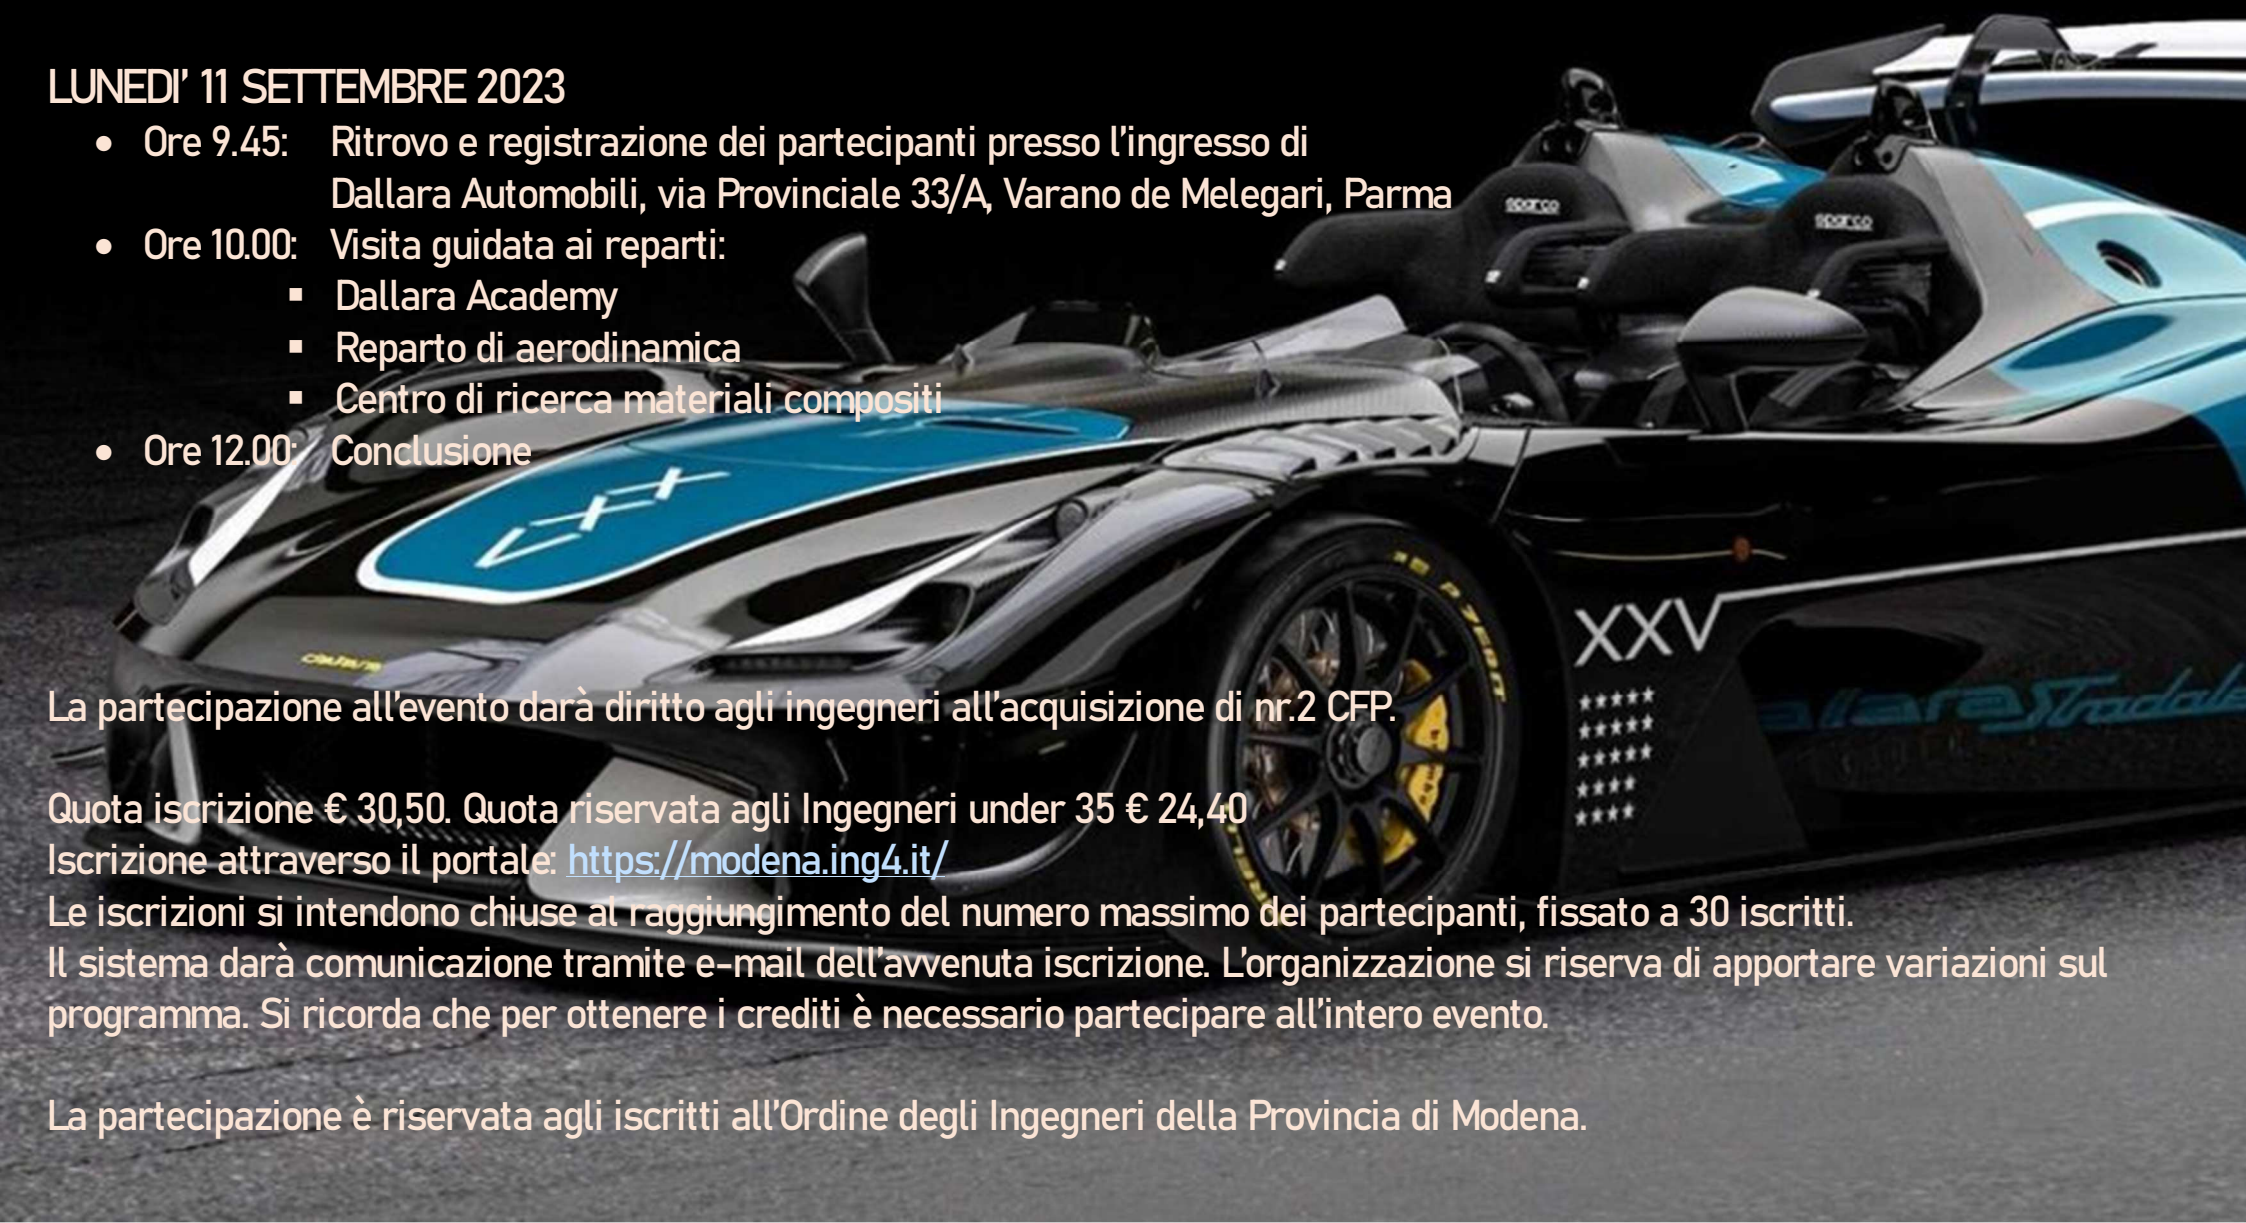 LUNEDI' 11 SETTEMBRE 2023
• Ore 9.45: Ritrovo e registrazione dei partecipanti presso l'ingresso di
Dallara Automobili, via Provinciale 33/A, Varano de Melegari, Parma
• Ore 10.00: Visita guidata ai reparti:
▪ Dallara Academy
▪ Reparto di aerodinamica
▪ Centro di ricerca materiali compositi
• Ore 12.00: Conclusione
sparco
sparco
XXV
P ZERO
XXV
dallara
Stradale
La partecipazione all'evento darà diritto agli ingegneri all'acquisizione di nr.2 CFP.
Quota iscrizione € 30,50. Quota riservata agli Ingegneri under 35 € 24,40
Iscrizione attraverso il portale: https://modena.ing4.it/
Le iscrizioni si intendono chiuse al raggiungimento del numero massimo dei partecipanti, fissato a 30 iscritti.
Il sistema darà comunicazione tramite e-mail dell'avvenuta iscrizione. L'organizzazione si riserva di apportare variazioni sul
programma. Si ricorda che per ottenere i crediti è necessario partecipare all'intero evento.
La partecipazione è riservata agli iscritti all'Ordine degli Ingegneri della Provincia di Modena.